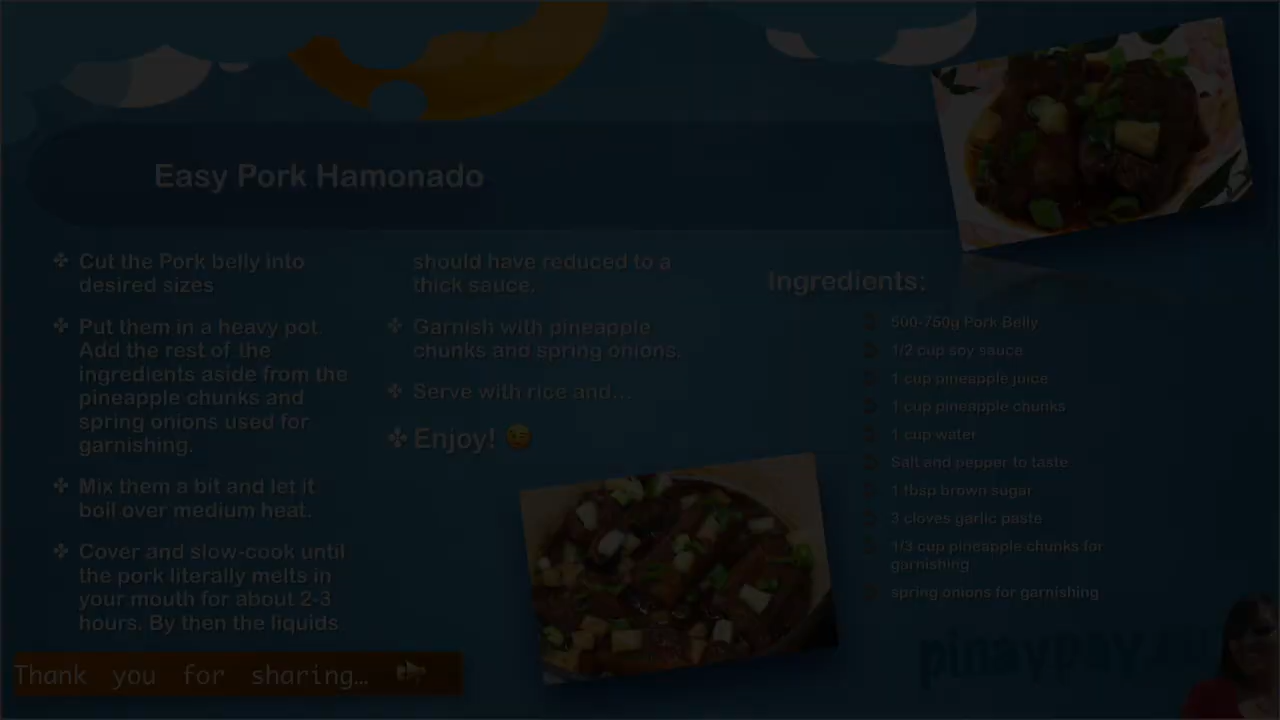 Easy Pork Hamonado
Cut the Pork belly into
desired sizes
Put them in a heavy pot.
Add the rest of the
ingredients aside from the
pineapple chunks and
spring onions used for
garnishing.
Mix them a bit and let it
boil over medium heat.
Cover and slow-cook until
the pork literally melts in
your mouth for about 2-3
hours. By then the liquids
should have reduced to a
thick sauce.
Garnish with pineapple
chunks and spring onions.
Serve with rice and...
Enjoy! 😉
Ingredients:
500-750g Pork Belly
1/2 cup soy sauce
1 cup pineapple juice
1 cup pineapple chunks
1 cup water
Salt and pepper to taste
1 tbsp brown sugar
3 cloves garlic paste
1/3 cup pineapple chunks for
garnishing
spring onions for garnishing
Thank you for sharing…